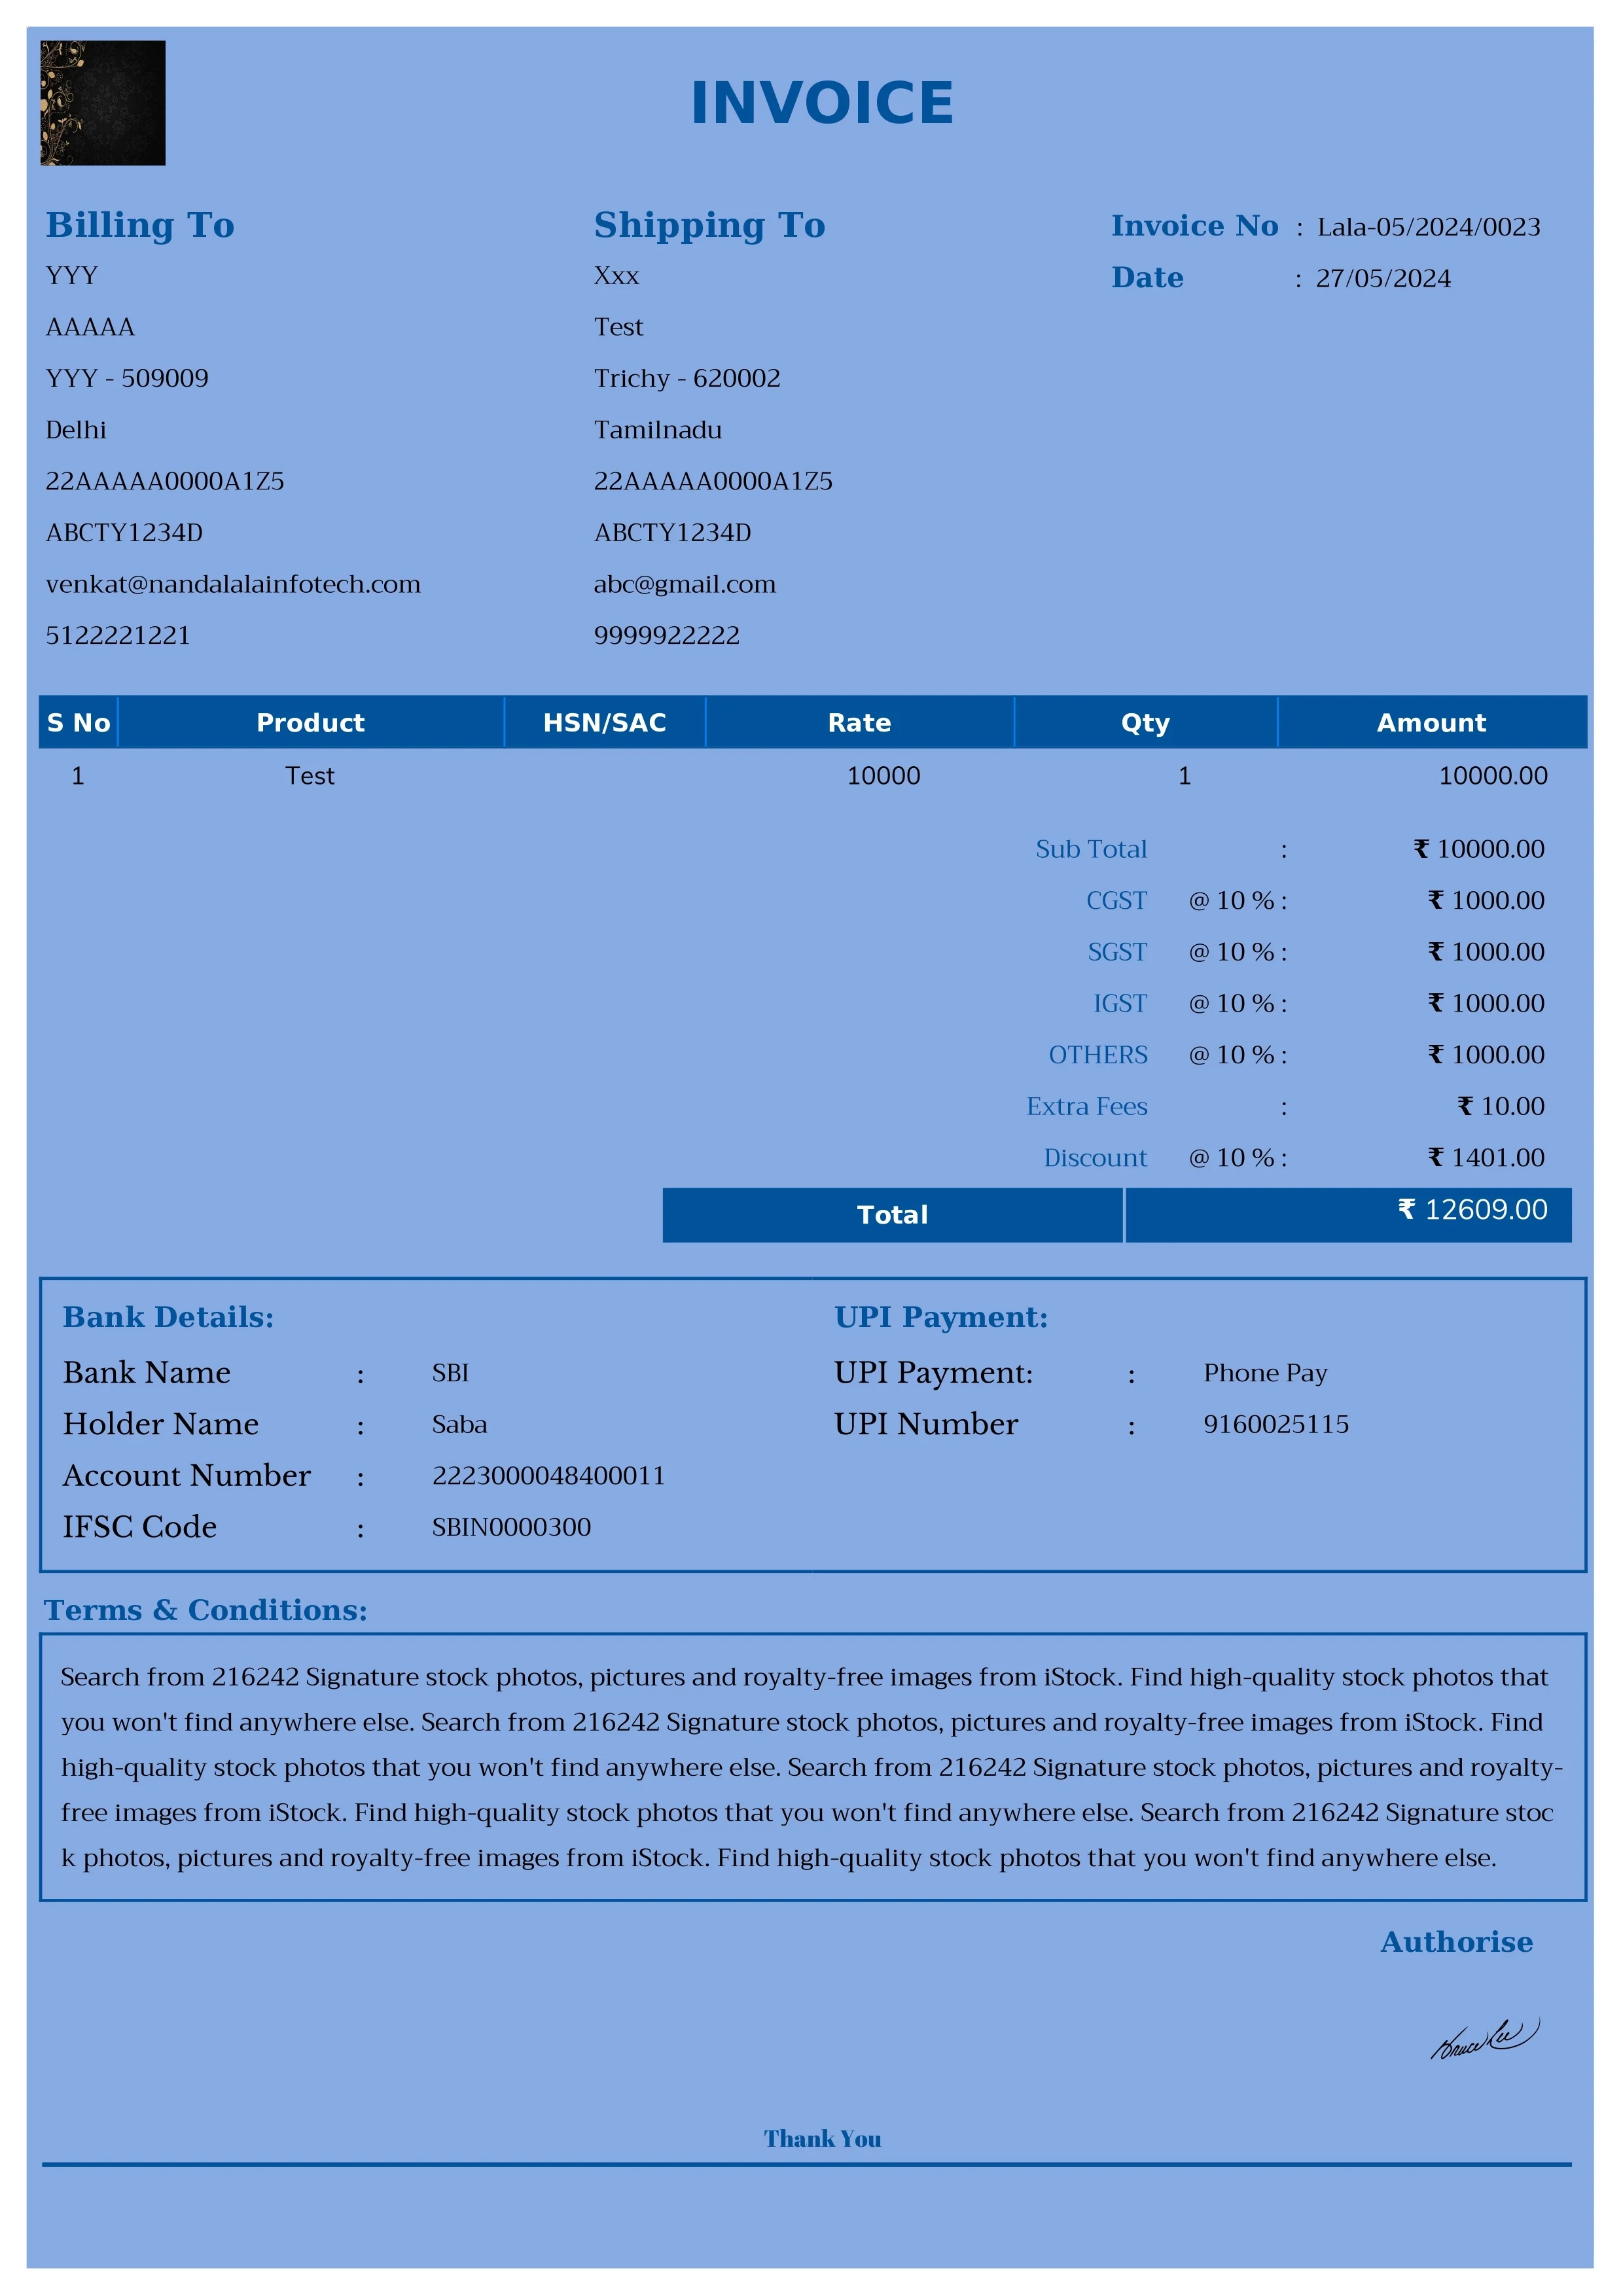 INVOICE
Billing To
YYY
AAAAA
YYY - 509009
Delhi
22AAAAA0000A1Z5
ABCTY1234D
venkat@nandalalainfotech.com
5122221221
Shipping To
Xxx
Test
Trichy - 620002
Tamilnadu
22AAAAA0000A1Z5
ABCTY1234D
abc@gmail.com
9999922222
Invoice No : Lala-05/2024/0023
Date : 27/05/2024
S No Product HSN/SAC Rate Qty Amount
1 Test 10000 1 10000.00
Sub Total : ₹ 10000.00
CGST @ 10 % : ₹ 1000.00
SGST @ 10 % : ₹ 1000.00
IGST @ 10 % : ₹ 1000.00
OTHERS @ 10 % : ₹ 1000.00
Extra Fees : ₹ 10.00
Discount @ 10 % : ₹ 1401.00
Total ₹ 12609.00
Bank Details:
Bank Name : SBI
Holder Name : Saba
Account Number : 2223000048400011
IFSC Code : SBIN0000300
UPI Payment:
UPI Payment: : Phone Pay
UPI Number : 9160025115
Terms & Conditions:
Search from 216242 Signature stock photos, pictures and royalty-free images from iStock. Find high-quality stock photos that
you won't find anywhere else. Search from 216242 Signature stock photos, pictures and royalty-free images from iStock. Find
high-quality stock photos that you won't find anywhere else. Search from 216242 Signature stock photos, pictures and royalty-
free images from iStock. Find high-quality stock photos that you won't find anywhere else. Search from 216242 Signature stoc
k photos, pictures and royalty-free images from iStock. Find high-quality stock photos that you won't find anywhere else.
Authorise
Bruce Lee
Thank You